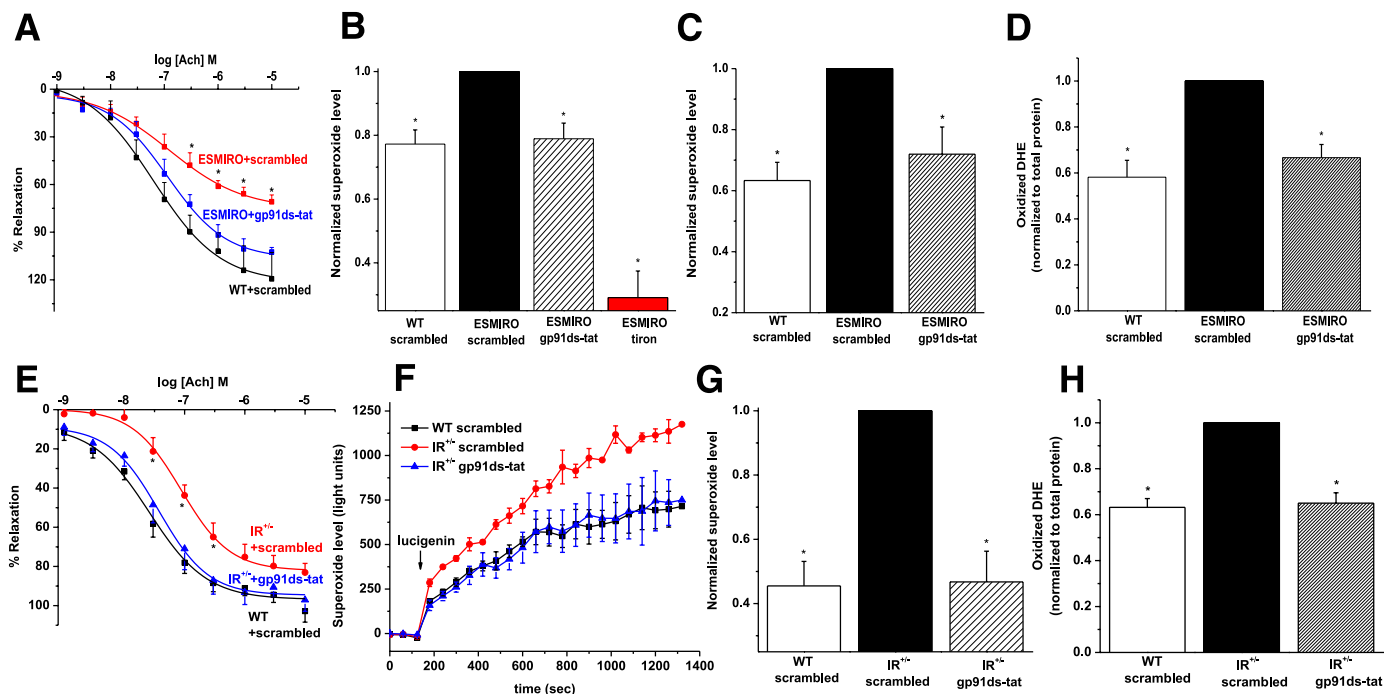 A
log [Ach] M
-9 -8 -7 -6 -5
0
30
60
90
120
% Relaxation
* * * *
ESMIRO+scrambled
ESMIRO+gp91ds-tat
WT+scrambled
B
Normalized superoxide level
1.0
0.8
0.6
0.4
* * *
WT scrambled
ESMIRO scrambled
ESMIRO gp91ds-tat
ESMIRO tiron
C
Normalized superoxide level
1.0
0.8
0.6
0.4
0.2
* *
WT scrambled
ESMIRO scrambled
ESMIRO gp91ds-tat
D
Oxidized DHE
(normalized to total protein)
1.0
0.8
0.6
0.4
0.2
0.0
* *
WT scrambled
ESMIRO scrambled
ESMIRO gp91ds-tat
E
log [Ach] M
-9 -8 -7 -6 -5
0
20
40
60
80
100
% Relaxation
* * *
IR+/-
+scrambled
IR+/-+gp91ds-tat
WT
+scrambled
F
Superoxide level (light units)
1250
1000
750
500
250
0
WT scrambled
IR+/- scrambled
IR+/- gp91ds-tat
lucigenin
0 200 400 600 800 1000 1200 1400
time (sec)
G
Normalized superoxide level
1.0
0.8
0.6
0.4
* *
WT scrambled
IR+/- scrambled
IR+/- gp91ds-tat
H
Oxidized DHE
(normalized to total protein)
1.0
0.8
0.6
0.4
0.2
0.0
* *
WT scrambled
IR+/- scrambled
IR+/- gp91ds-tat